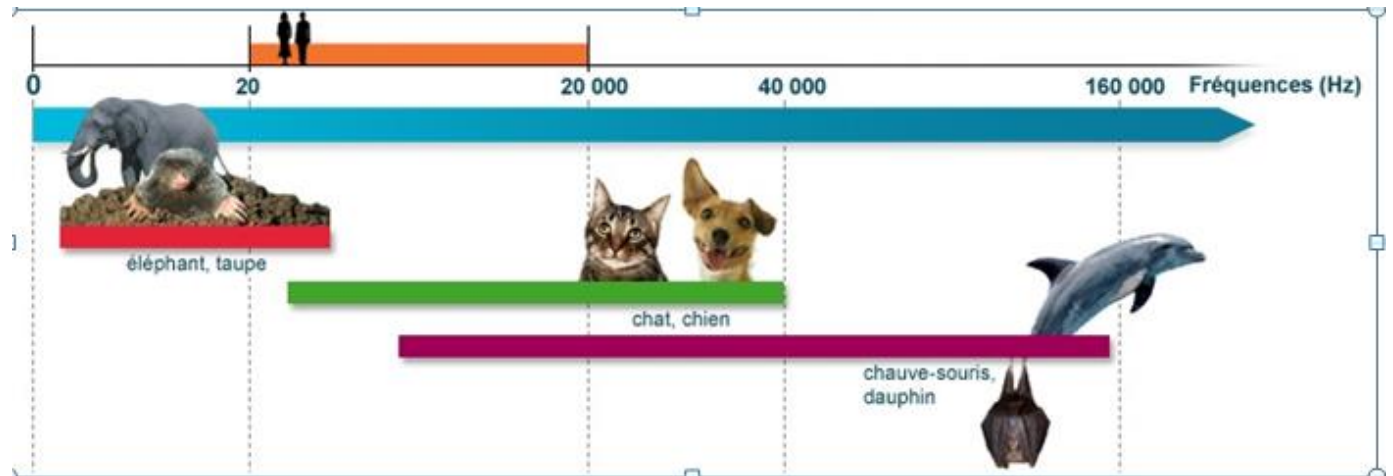 0 20 20 000 40 000 160 000 Fréquences (Hz)
éléphant, taupe
chat, chien
chauve-souris,
dauphin